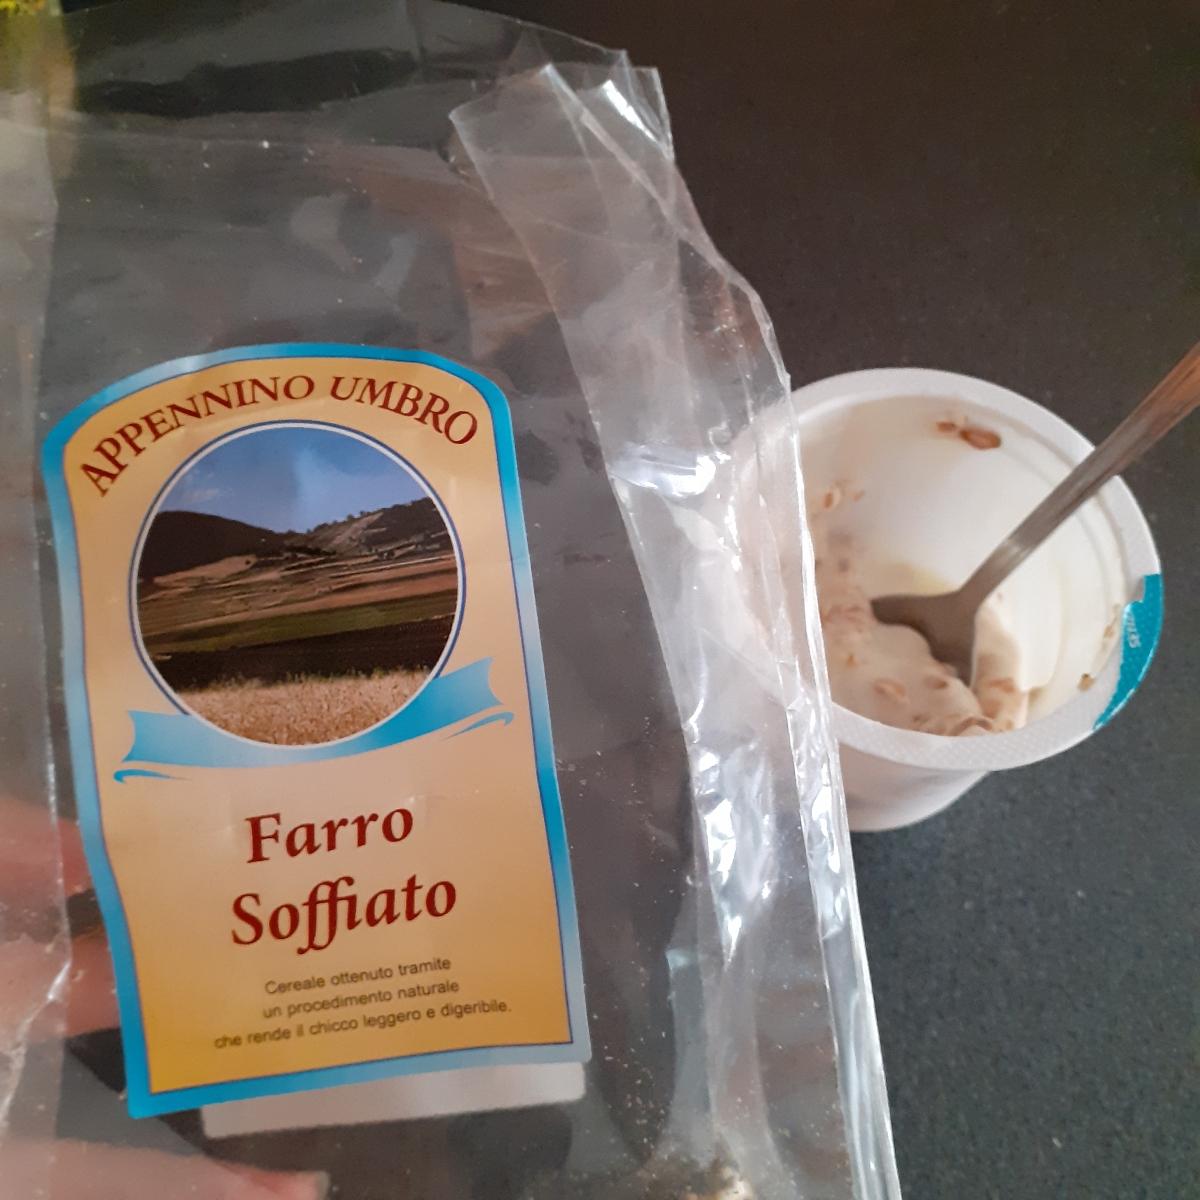 APPENNINO UMBRO
Farro
Soffiato
Cereale ottenuto tramite
un procedimento naturale
che rende il chicco leggero e digeribile.